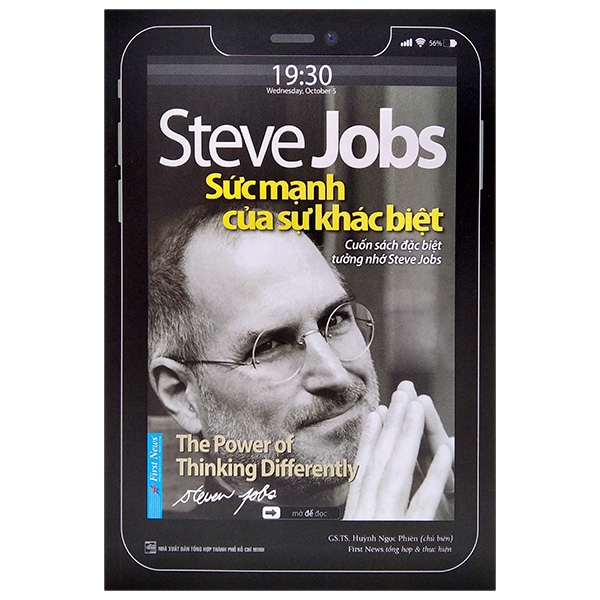 56%
19:30
Wednesday, October 5
Steve Jobs
Sức mạnh
của sự khác biệt
Cuốn sách đặc biệt
tưởng nhớ Steve Jobs
The Power of
Thinking Differently
steven jobs
First News
mở để đọc
GS.TS. Huỳnh Ngọc Phiên (chủ biên)
First News tổng hợp & thực hiện
NHÀ XUẤT BẢN TỔNG HỢP THÀNH PHỐ HỒ CHÍ MINH